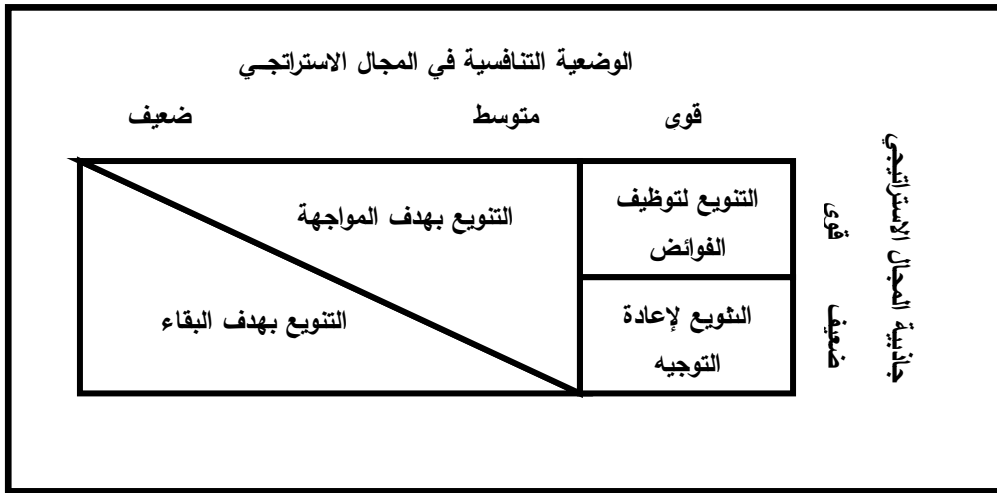 الوضعية التنافسية في المجال الاستراتجـي
قوى متوسط ضعيف
جاذبية المجال الاستراتيجي
قوى
ضعيف
التنويع لتوظيف
الفوائض
التنويع بهدف المواجهة
التنويع لإعادة
التوجيه
التنويع بهدف البقاء